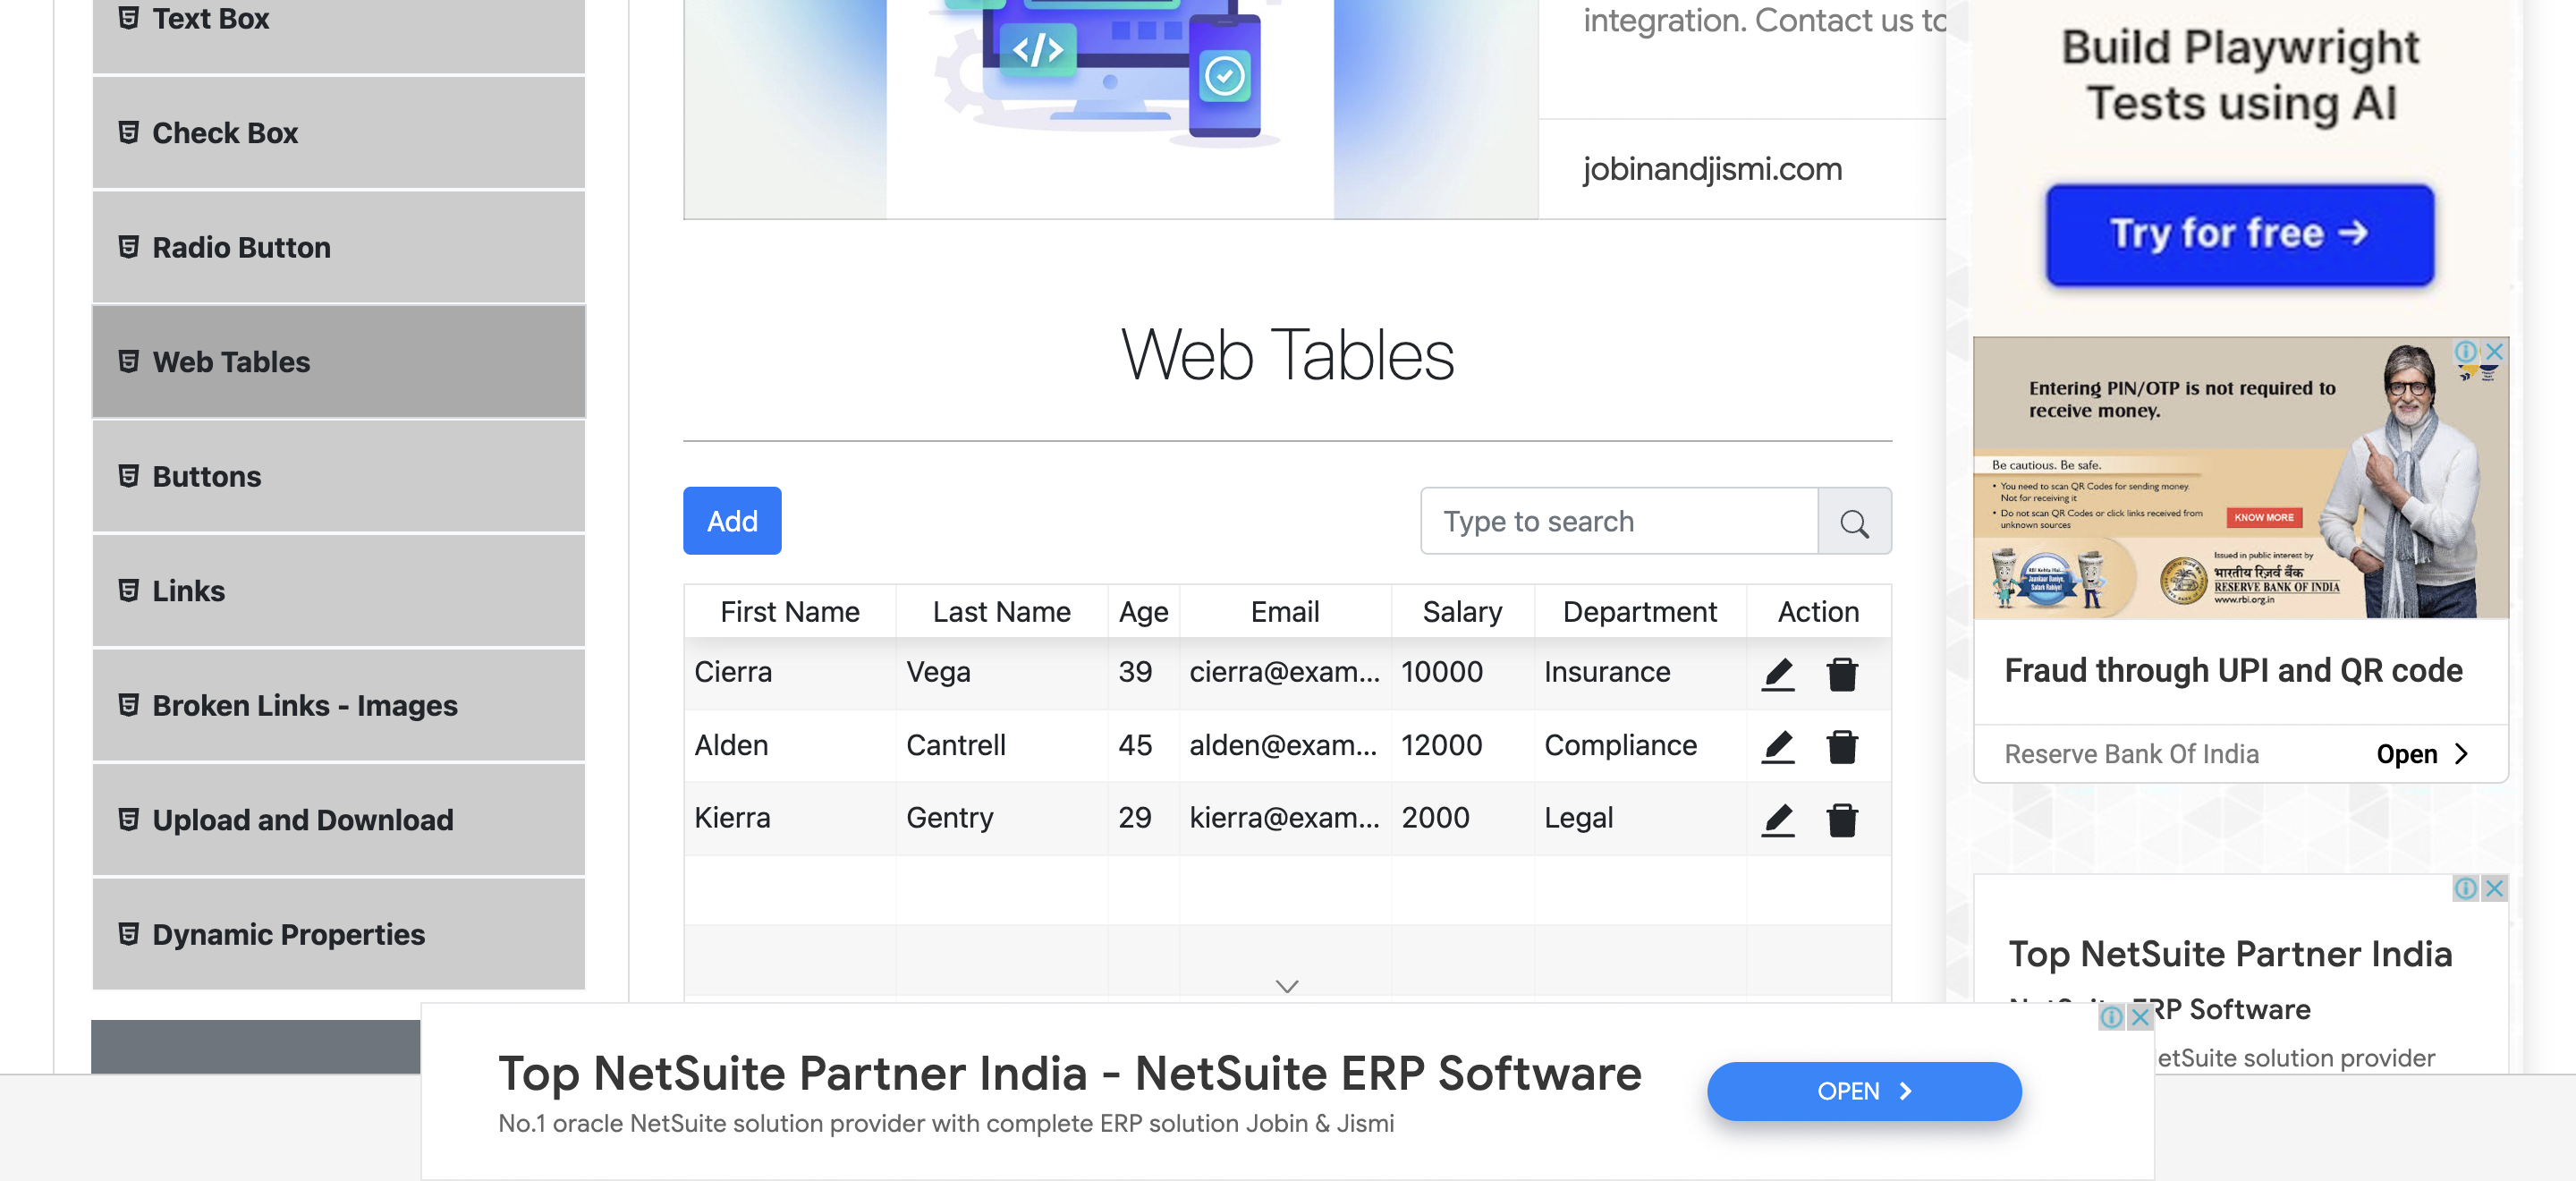 Text Box
Check Box
Radio Button
Web Tables
Buttons
Links
Broken Links - Images
Upload and Download
Dynamic Properties
</>
integration. Contact us to
jobinandjismi.com
Web Tables
Add
Type to search
First Name Last Name Age Email Salary Department Action
Cierra Vega 39 cierra@exam... 10000 Insurance
Alden Cantrell 45 alden@exam... 12000 Compliance
Kierra Gentry 29 kierra@exam... 2000 Legal
Build Playwright
Tests using AI
Try for free →
Entering PIN/OTP is not required to
receive money.
Be cautious. Be safe.
• You need to scan QR Codes for sending money.
Not for receiving it
• Do not scan QR Codes or click links received from
unknown sources
KNOW MORE
Issued in public interest by
भारतीय रिज़र्व बैंक
RESERVE BANK OF INDIA
www.rbi.org.in
Fraud through UPI and QR code
Reserve Bank Of India Open >
Top NetSuite Partner India
ERP Software
NetSuite solution provider
Top NetSuite Partner India - NetSuite ERP Software
No.1 oracle NetSuite solution provider with complete ERP solution Jobin & Jismi
OPEN >